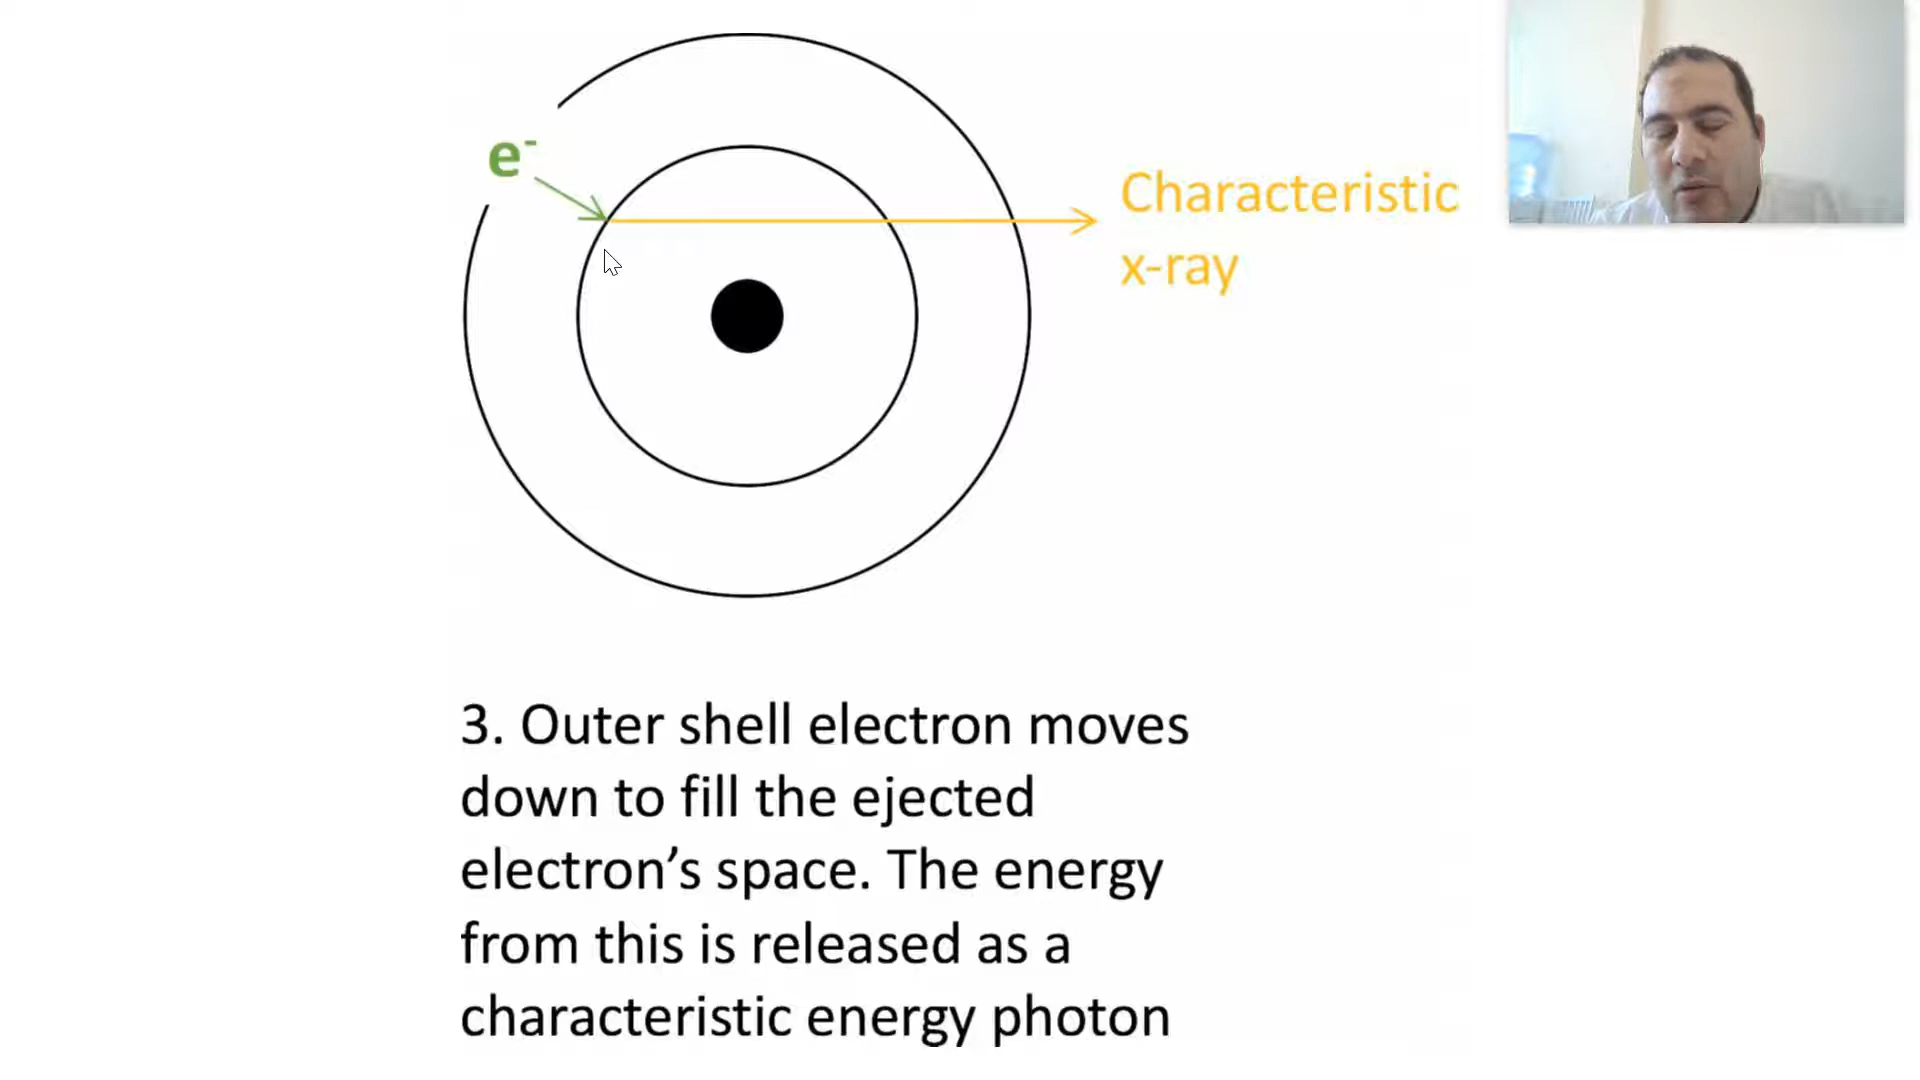 e-
Characteristic
x-ray
3. Outer shell electron moves
down to fill the ejected
electron’s space. The energy
from this is released as a
characteristic energy photon